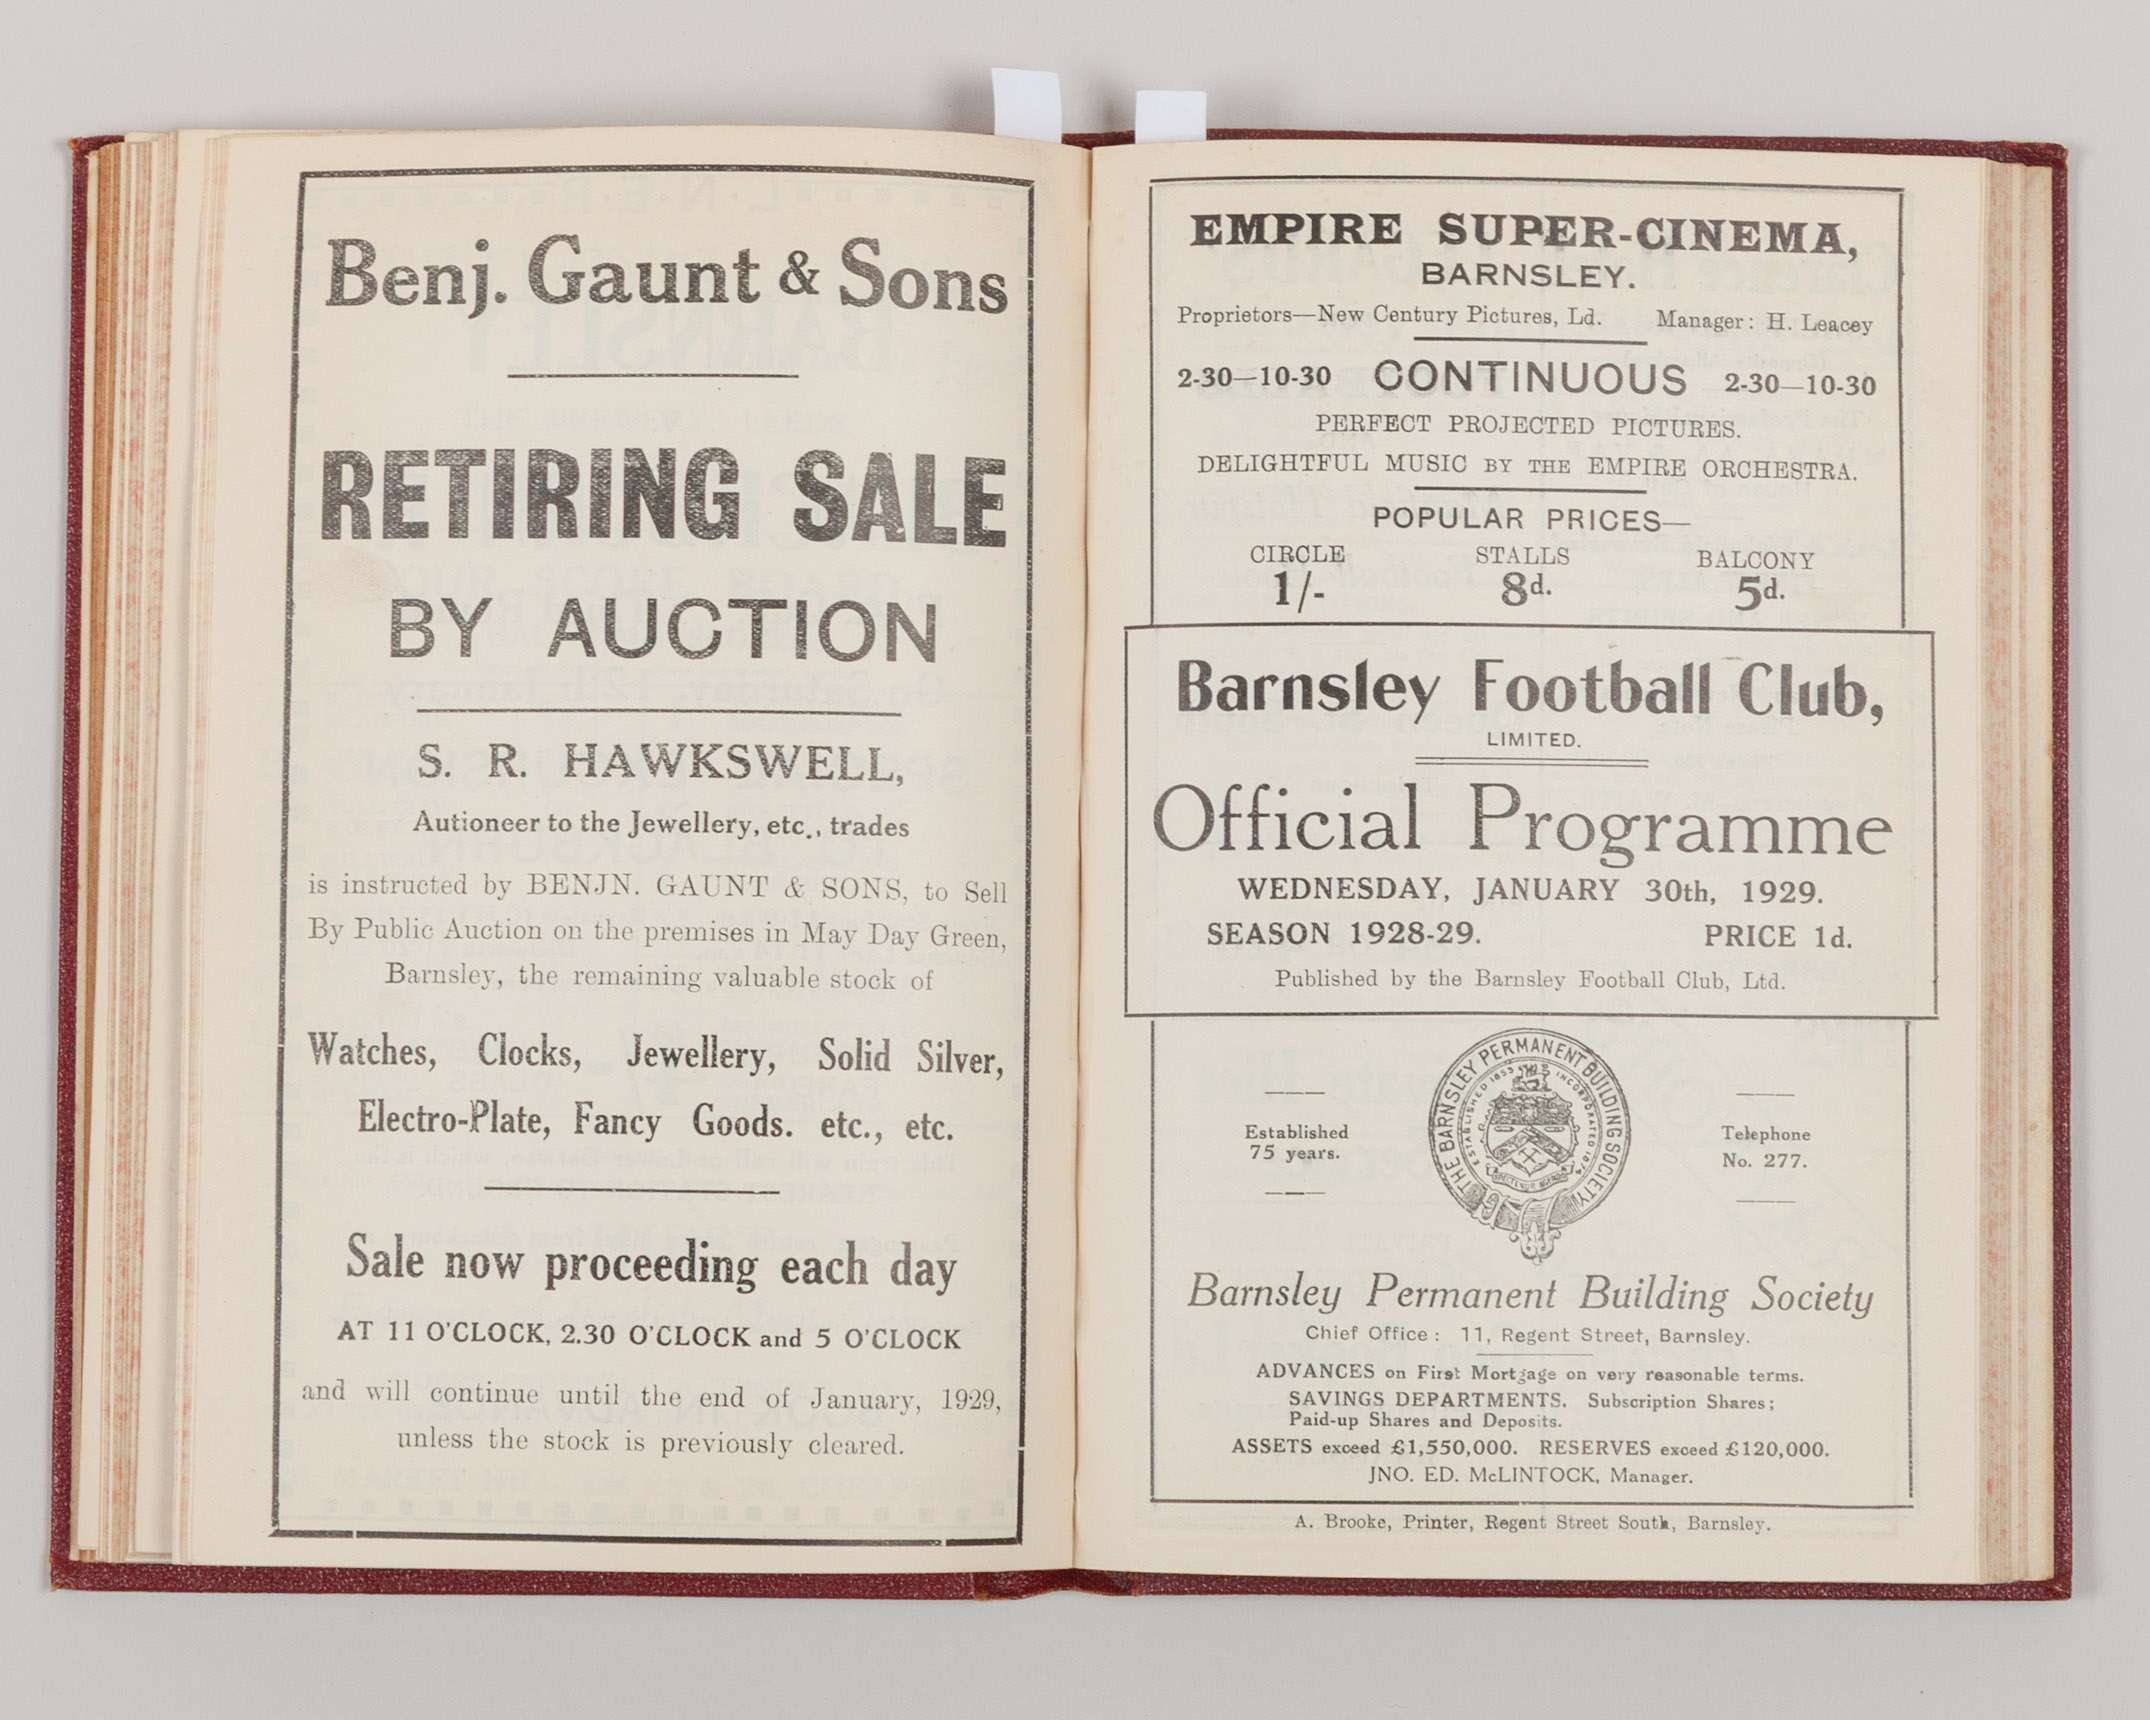 Benj. Gaunt & Sons
RETIRING SALE
BY AUCTION
S. R. HAWKSWELL,
Autioneer to the Jewellery, etc., trades
is instructed by BENJN. GAUNT & SONS, to Sell
By Public Auction on the premises in May Day Green,
Barnsley, the remaining valuable stock of
Watches, Clocks, Jewellery, Solid Silver,
Electro-Plate, Fancy Goods. etc., etc.
Sale now proceeding each day
AT 11 O'CLOCK, 2.30 O'CLOCK and 5 O'CLOCK
and will continue until the end of January, 1929,
unless the stock is previously cleared.
EMPIRE SUPER-CINEMA,
BARNSLEY.
Proprietors—New Century Pictures, Ld. Manager: H. Leacey
2-30—10-30 CONTINUOUS 2-30—10-30
PERFECT PROJECTED PICTURES.
DELIGHTFUL MUSIC BY THE EMPIRE ORCHESTRA.
POPULAR PRICES—
CIRCLE STALLS BALCONY
1/- 8d. 5d.
Barnsley Football Club,
LIMITED.
Official Programme
WEDNESDAY, JANUARY 30th, 1929.
SEASON 1928-29. PRICE 1d.
Published by the Barnsley Football Club, Ltd.
THE BARNSLEY PERMANENT BUILDING SOCIETY
ESTABLISHED 1853 INCORPORATED 1874
Established
75 years.
Telephone
No. 277.
Barnsley Permanent Building Society
Chief Office: 11, Regent Street, Barnsley.
ADVANCES on First Mortgage on very reasonable terms.
SAVINGS DEPARTMENTS. Subscription Shares;
Paid-up Shares and Deposits.
ASSETS exceed £1,550,000. RESERVES exceed £120,000.
JNO. ED. McLINTOCK, Manager.
A. Brooke, Printer, Regent Street South, Barnsley.